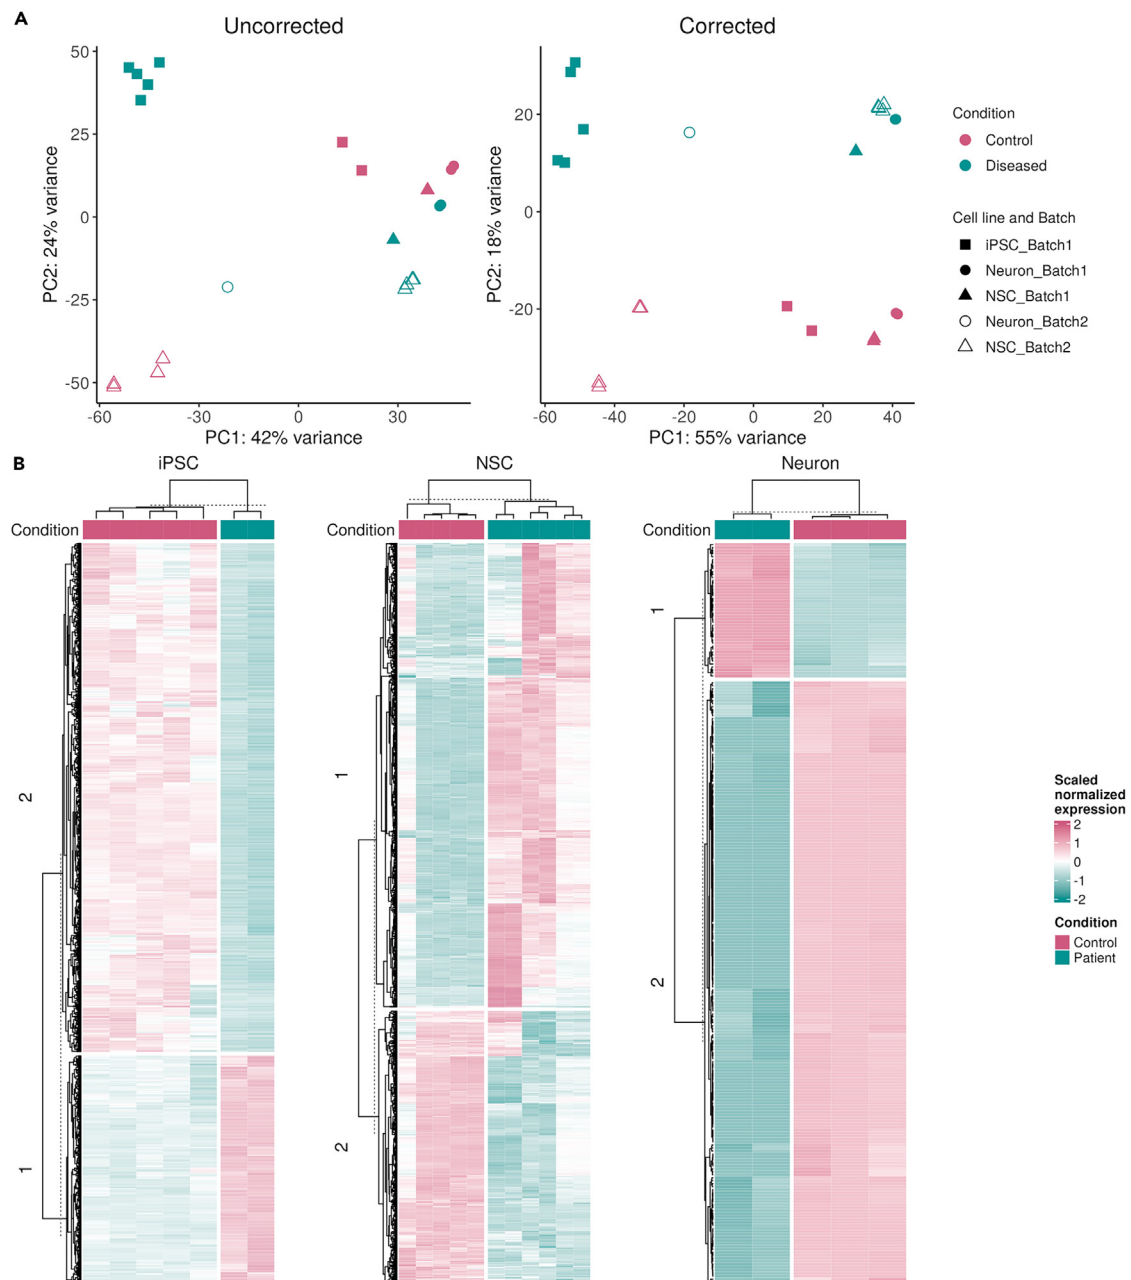 A
Uncorrected
Corrected
50
25
0
-25
-50
PC2: 24% variance
-60
-30
0
30
PC1: 42% variance
20
0
-20
PC2: 18% variance
-60
-40
-20
0
20
40
PC1: 55% variance
Condition
Control
Diseased
Cell line and Batch
iPSC_Batch1
Neuron_Batch1
NSC_Batch1
Neuron_Batch2
NSC_Batch2
B
iPSC
NSC
Neuron
Condition
Condition
Condition
2
1
1
2
1
2
Scaled
normalized
expression
2
1
0
-1
-2
Condition
Control
Patient